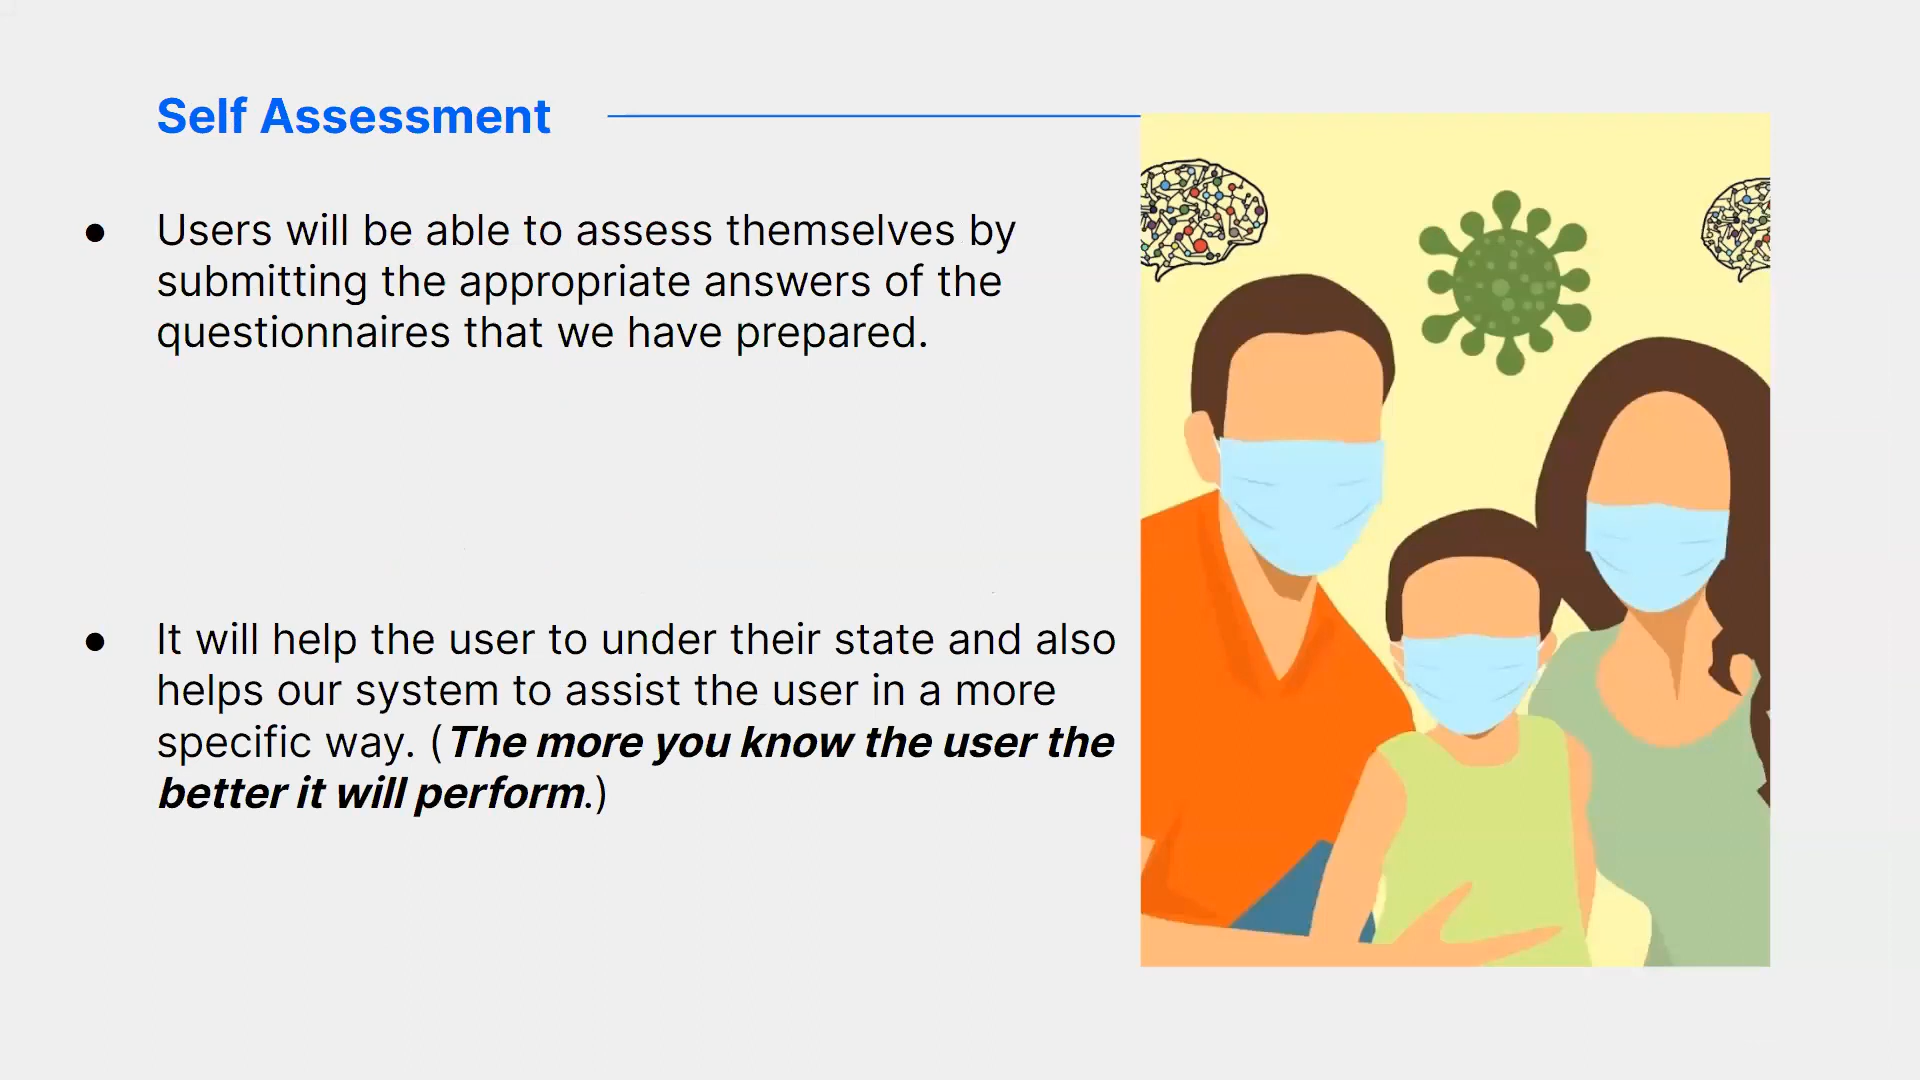 Self Assessment
● Users will be able to assess themselves by
submitting the appropriate answers of the
questionnaires that we have prepared.
● It will help the user to under their state and also
helps our system to assist the user in a more
specific way. (The more you know the user the
better it will perform.)